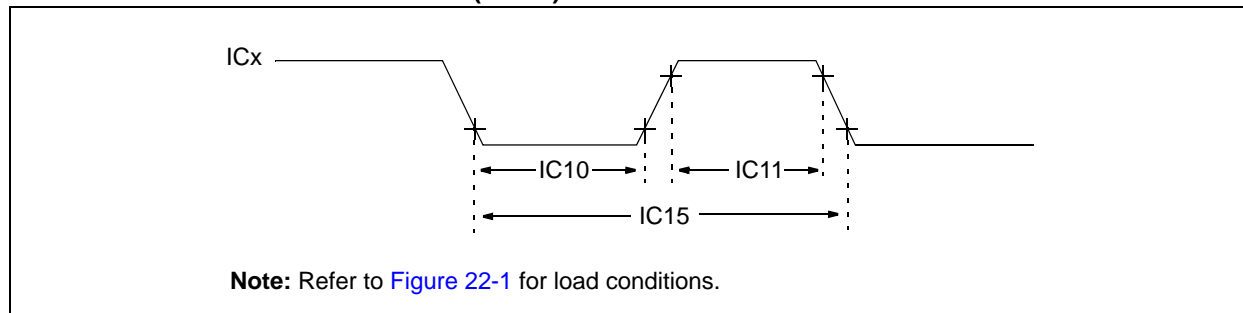 ICx
IC10
IC11
IC15
Note: Refer to Figure 22-1 for load conditions.